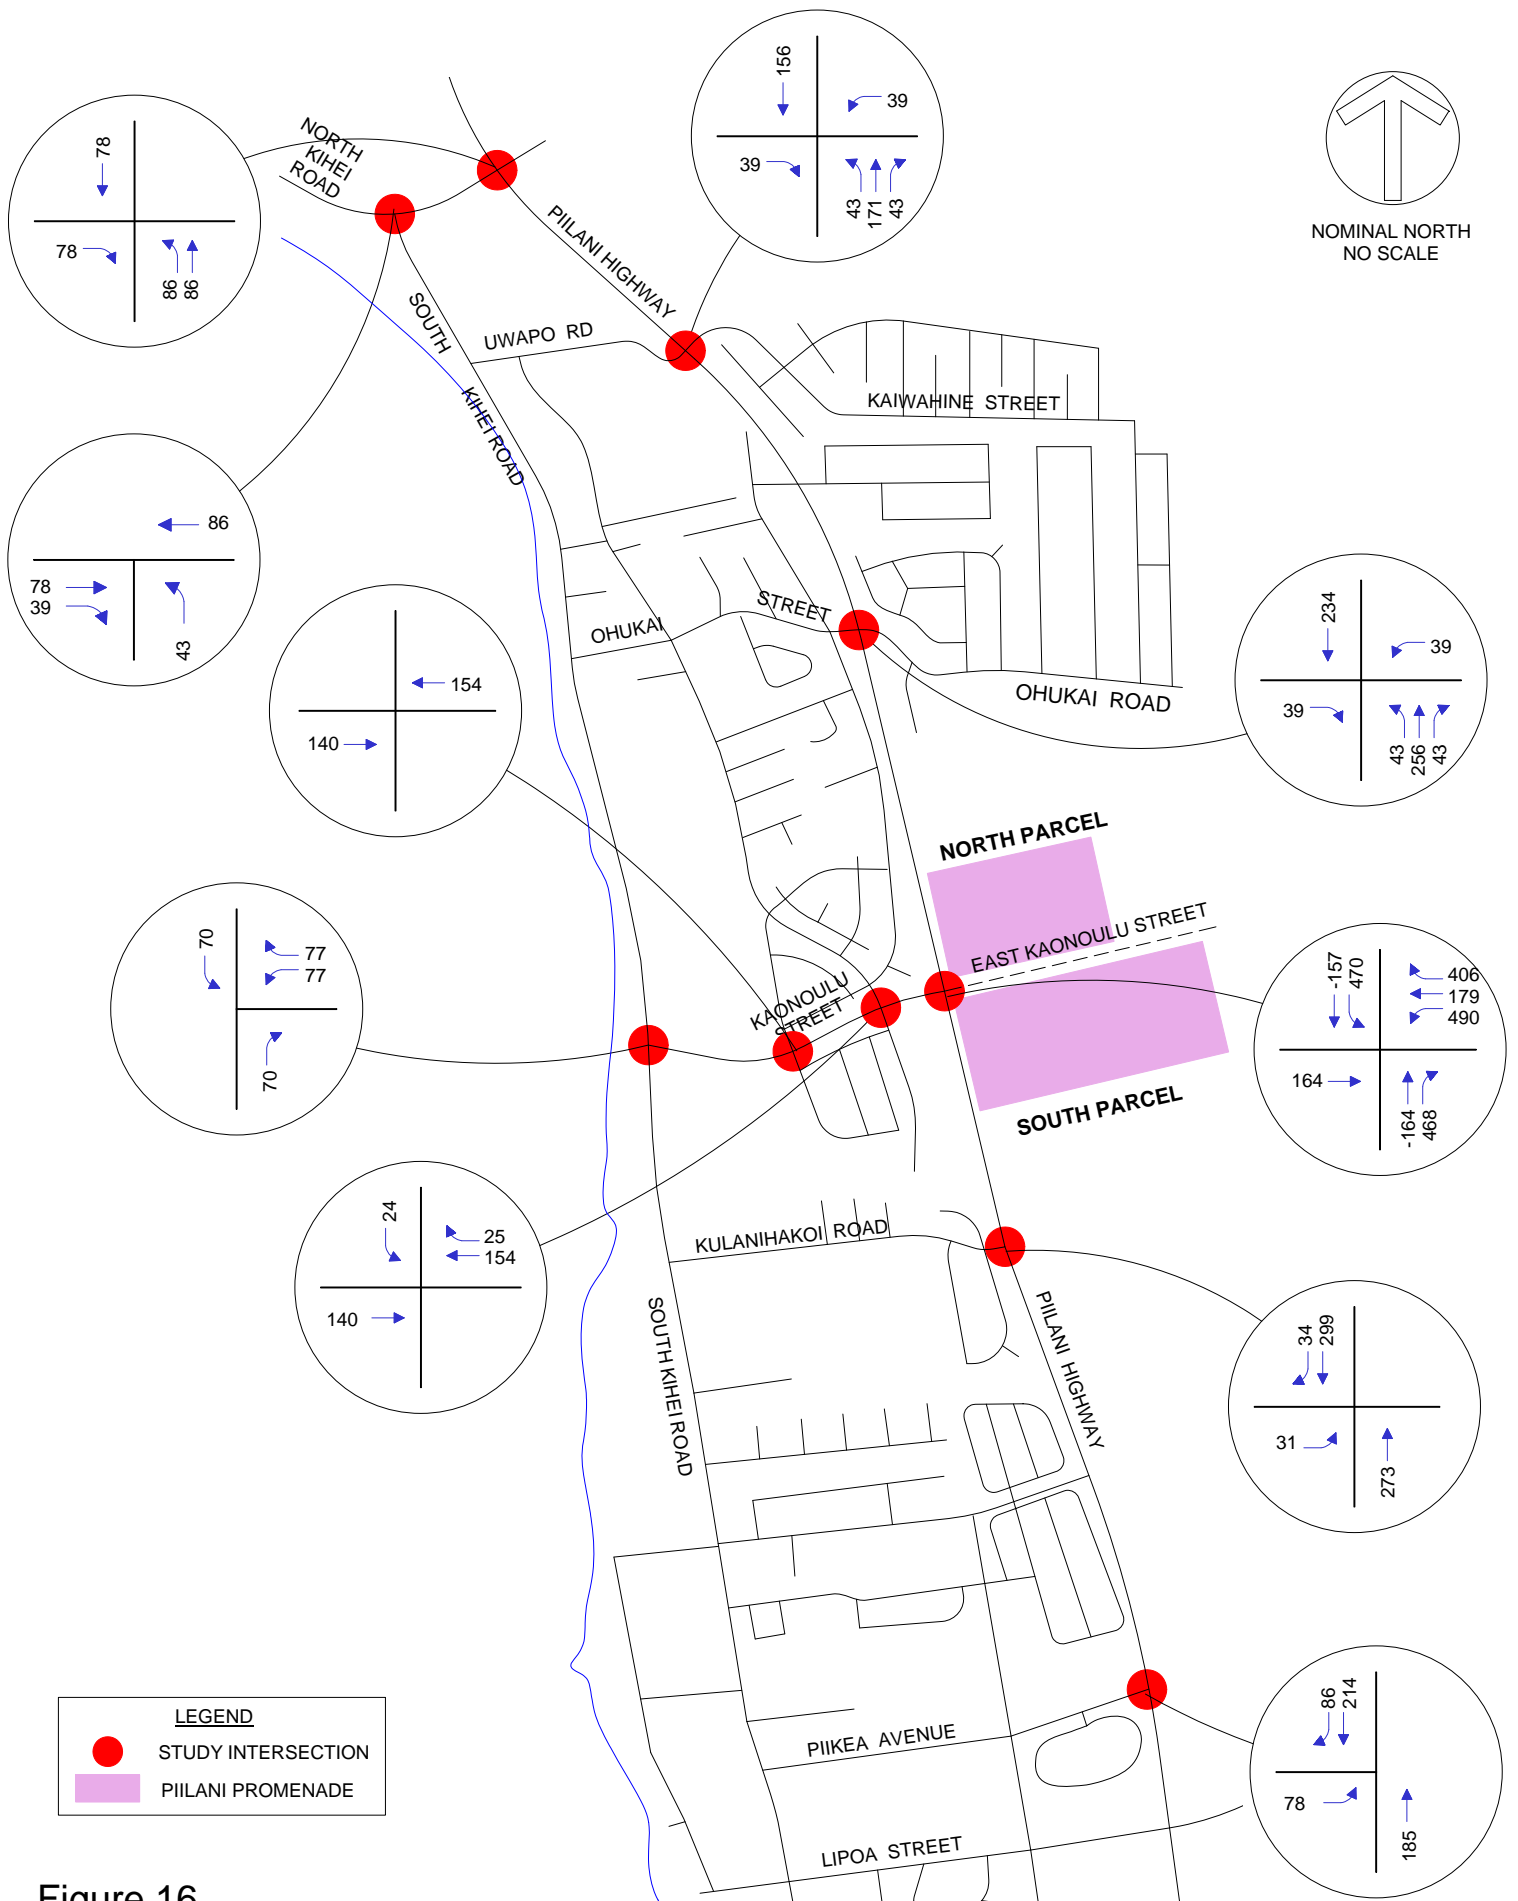 156
39
39
43
171
43
78
78
86
86
NORTH
KIHEI
ROAD
PIILANI HIGHWAY
NOMINAL NORTH
NO SCALE
SOUTH
KIHEI ROAD
UWAPO RD
KAIWAHINE STREET
86
78
39
43
OHUKAI
STREET
OHUKAI ROAD
234
39
39
43
256
43
154
140
NORTH PARCEL
EAST KAONOULU STREET
SOUTH PARCEL
KAONOULU
STREET
70
77
77
70
-157
470
406
179
490
164
-164
468
24
25
154
140
KULANIHAKOI ROAD
SOUTH KIHEI ROAD
PIILANI HIGHWAY
34
299
31
273
86
214
78
185
PIIKEA AVENUE
LIPOA STREET
LEGEND
STUDY INTERSECTION
PIILANI PROMENADE
Figure 16